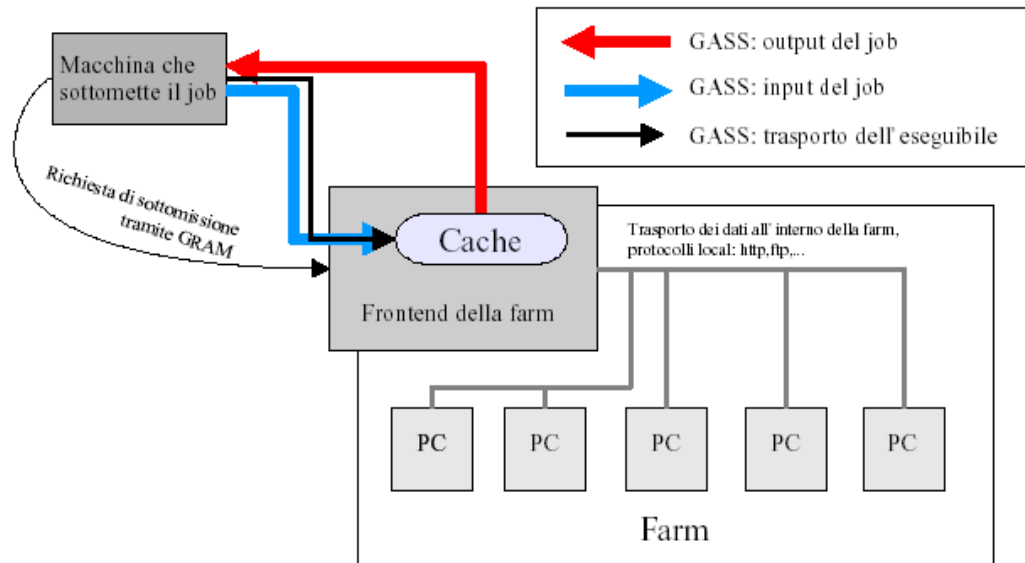 Macchina che
sottomette il job
GASS: output del job
GASS: input del job
GASS: trasporto dell'eseguibile
Richiesta di sottomissione
tramite GRAM
Cache
Frontend della farm
Trasporto dei dati all' interno della farm,
protocolli local: http,ftp,...
PC
PC
PC
PC
PC
Farm